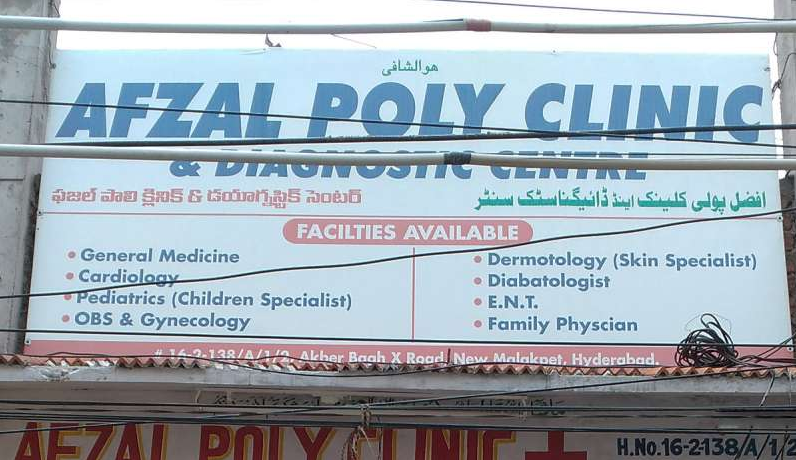 هوالشافی
AFZAL POLY CLINIC
& DIAGNOSTIC CENTRE
ఫజల్ పాలి క్లినిక్ & డయాగ్నస్టిక్ సెంటర్
افضل پولی کلینک اینڈ ڈائیگناسٹک سنٹر
FACILTIES AVAILABLE
• General Medicine
• Cardiology
• Pediatrics (Children Specialist)
• OBS & Gynecology
• Dermotology (Skin Specialist)
• Diabatologist
• E.N.T.
• Family Physcian
# 16-2-138/A/1/2, Akber Bagh X Road, New Malakpet, Hyderabad.
AFZAL POLY CLINIC
H.No.16-2-138/A/1/2